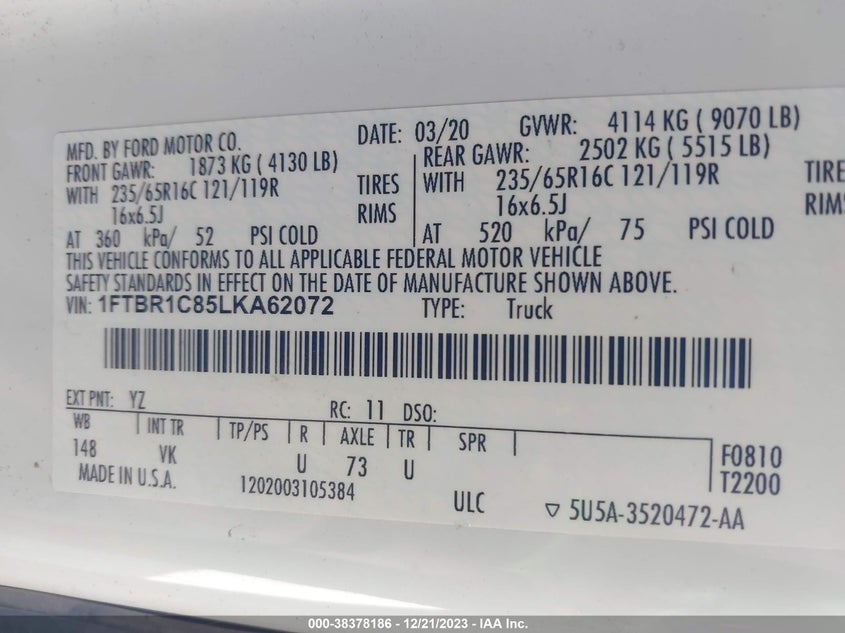 MFD. BY FORD MOTOR CO. DATE: 03/20 GVWR: 4114 KG ( 9070 LB)
FRONT GAWR: 1873 KG ( 4130 LB) REAR GAWR: 2502 KG ( 5515 LB)
WITH 235/65R16C 121/119R TIRES WITH 235/65R16C 121/119R TIRE
16x6.5J RIMS 16x6.5J RIM
AT 360 kPa/ 52 PSI COLD AT 520 kPa/ 75 PSI COLD
THIS VEHICLE CONFORMS TO ALL APPLICABLE FEDERAL MOTOR VEHICLE
SAFETY STANDARDS IN EFFECT ON THE DATE OF MANUFACTURE SHOWN ABOVE.
VIN: 1FTBR1C85LKA62072 TYPE: Truck
EXT PNT: YZ RC: 11 DSO:
WB INT TR TP/PS R AXLE TR SPR F0810
148 VK U 73 U T2200
MADE IN U.S.A. 1202003105384 ULC ▽ 5U5A-3520472-AA
000-38378186 - 12/21/2023 - IAA Inc.